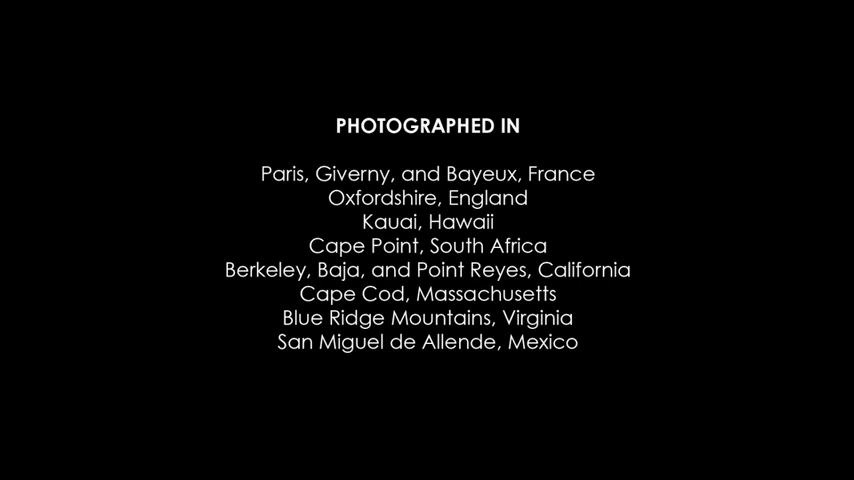 PHOTOGRAPHED IN
Paris, Giverny, and Bayeux, France
Oxfordshire, England
Kauai, Hawaii
Cape Point, South Africa
Berkeley, Baja, and Point Reyes, California
Cape Cod, Massachusetts
Blue Ridge Mountains, Virginia
San Miguel de Allende, Mexico